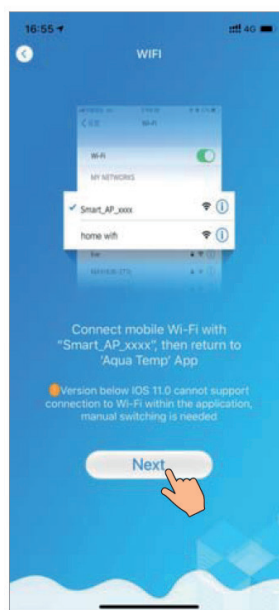 16:55
4G
WIFI
Wi-Fi
Wi-Fi
MY NETWORKS
Smart_AP_xxxx
home wifi
Connect mobile Wi-Fi with
"Smart_AP_xxxx", then return to
'Aqua Temp' App
Version below IOS 11.0 cannot support
connection to Wi-Fi within the application,
manual switching is needed
Next